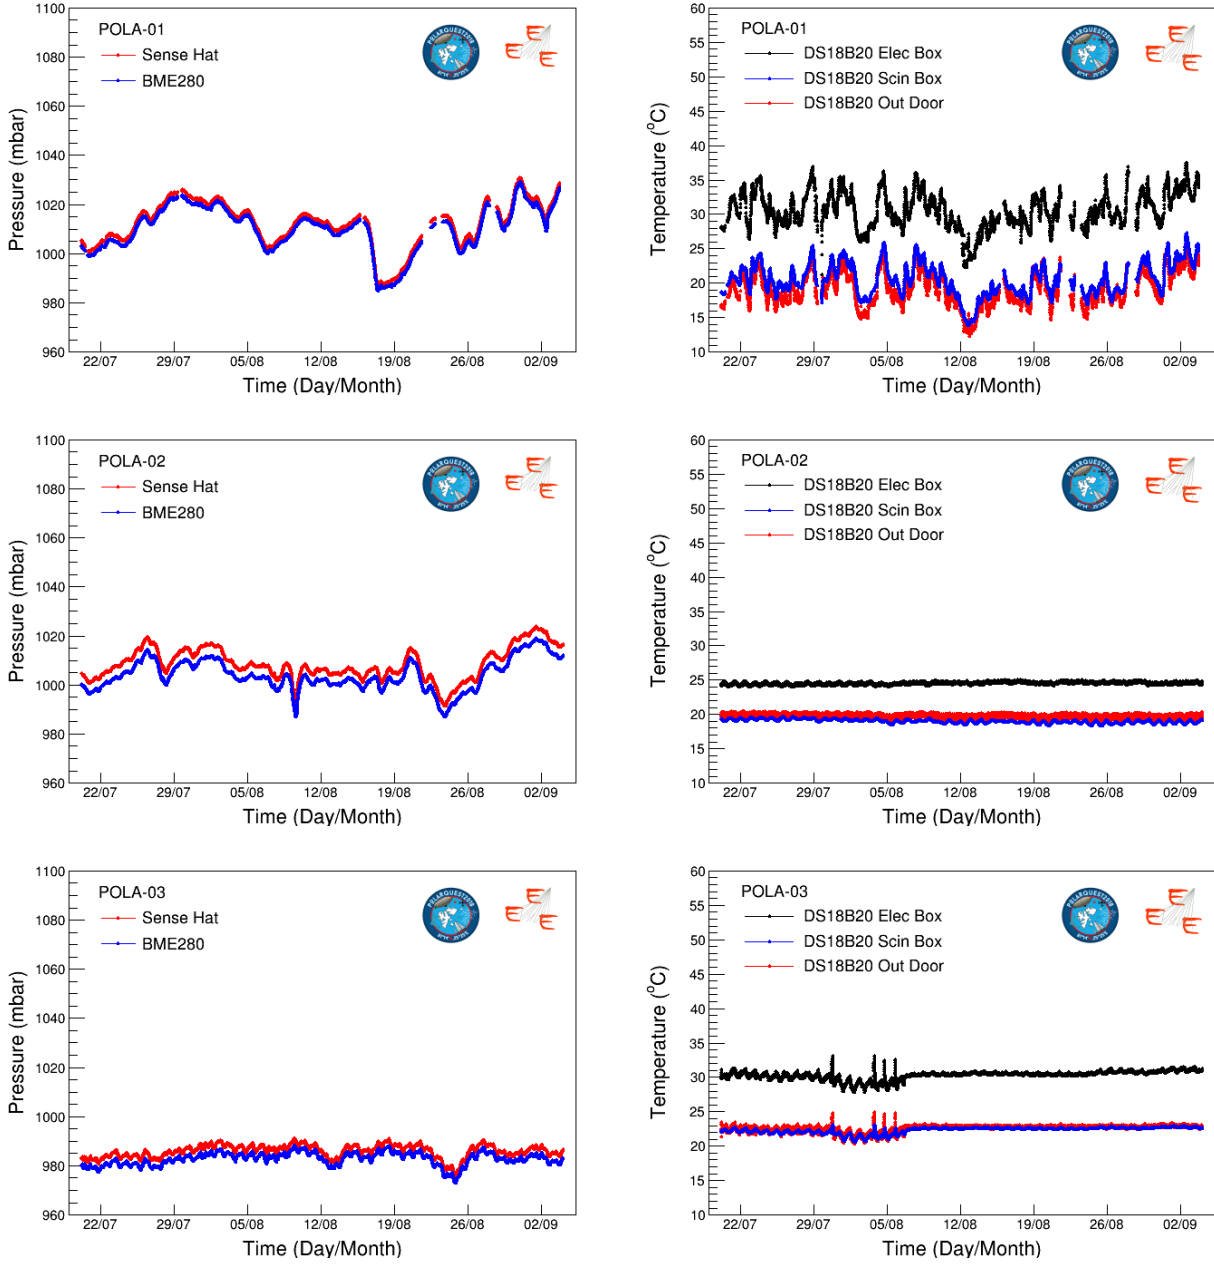 POLA-01
Sense Hat
BME280
Pressure (mbar)
1100
1080
1060
1040
1020
1000
980
960
22/07 29/07 05/08 12/08 19/08 26/08 02/09
Time (Day/Month)
POLARQUEST2018
POLA-01
DS18B20 Elec Box
DS18B20 Scin Box
DS18B20 Out Door
Temperature (°C)
60
55
50
45
40
35
30
25
20
15
10
22/07 29/07 05/08 12/08 19/08 26/08 02/09
Time (Day/Month)
POLARQUEST2018
POLA-02
Sense Hat
BME280
Pressure (mbar)
1100
1080
1060
1040
1020
1000
980
960
22/07 29/07 05/08 12/08 19/08 26/08 02/09
Time (Day/Month)
POLARQUEST2018
POLA-02
DS18B20 Elec Box
DS18B20 Scin Box
DS18B20 Out Door
Temperature (°C)
60
55
50
45
40
35
30
25
20
15
10
22/07 29/07 05/08 12/08 19/08 26/08 02/09
Time (Day/Month)
POLARQUEST2018
POLA-03
Sense Hat
BME280
Pressure (mbar)
1100
1080
1060
1040
1020
1000
980
960
22/07 29/07 05/08 12/08 19/08 26/08 02/09
Time (Day/Month)
POLARQUEST2018
POLA-03
DS18B20 Elec Box
DS18B20 Scin Box
DS18B20 Out Door
Temperature (°C)
60
55
50
45
40
35
30
25
20
15
10
22/07 29/07 05/08 12/08 19/08 26/08 02/09
Time (Day/Month)
POLARQUEST2018